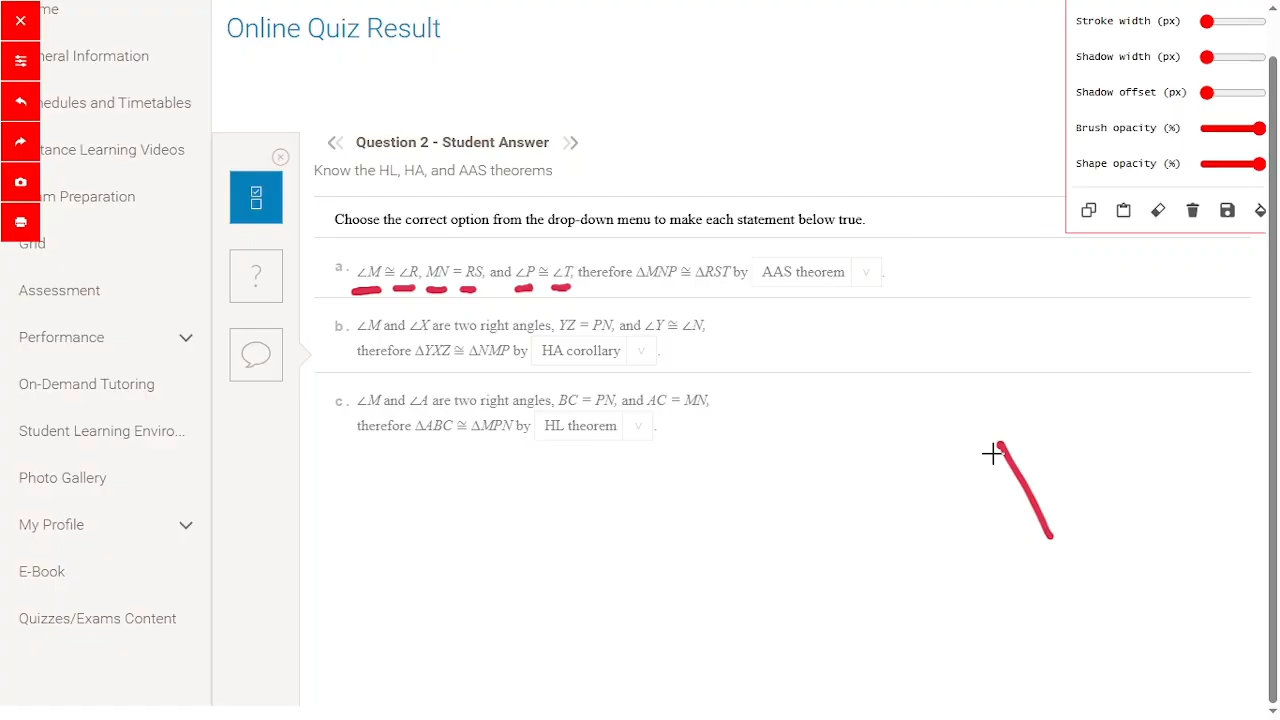 me
Online Quiz Result
neral Information
hedules and Timetables
tance Learning Videos
m Preparation
Grid
Assessment
Performance
On-Demand Tutoring
Student Learning Enviro...
Photo Gallery
My Profile
E-Book
Quizzes/Exams Content
Question 2 - Student Answer
Know the HL, HA, and AAS theorems
Choose the correct option from the drop-down menu to make each statement below true.
a. ∠M ≅ ∠R, MN = RS, and ∠P ≅ ∠T, therefore ΔMNP ≅ ΔRST by AAS theorem .
b. ∠M and ∠X are two right angles, YZ = PN, and ∠Y ≅ ∠N,
therefore ΔYXZ ≅ ΔNMP by HA corollary .
c. ∠M and ∠A are two right angles, BC = PN, and AC = MN,
therefore ΔABC ≅ ΔMPN by HL theorem .
Stroke width (px)
Shadow width (px)
Shadow offset (px)
Brush opacity (%)
Shape opacity (%)